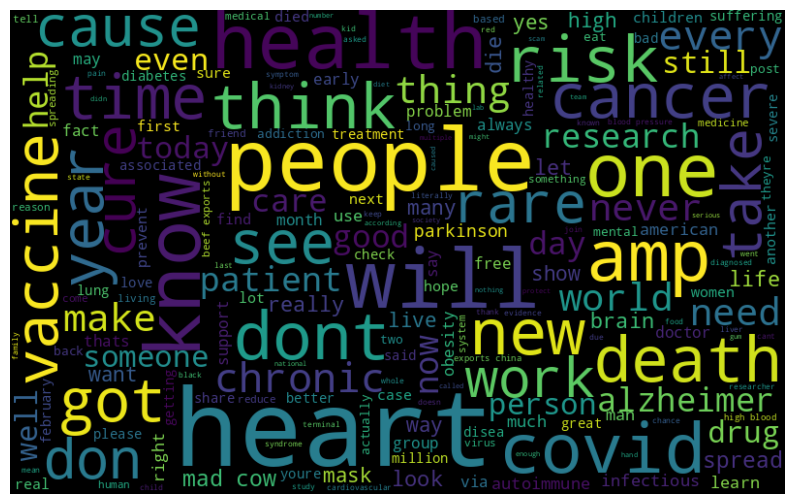 tell
cause
medical
died
number
kid
asked
health
based
red
die
yes
eat
high
risk
children
bad
suffering
every
still
post
help
may
spreading
even
time
diabetes
sure
pain
didn
symptom
kidney
diet
think
early
healthy
thing
problem
scam
related
lab
team
affect
cancer
known
blood pressure
medicine
severe
fact
first
today
associated
friend
addiction
treatment
long
always
might
research
vaccine
year
cure
state
reason
without
people
next
let
literally
something
one
take
serious
another
theyre
know
prevent
beef exports
find
care
month
use
many
parkinson
rare
never
mental
american
love
living
lung
come
last
see
good
check
keep
according
day
say
show
join
went
diagnosed
free
life
women
family
make
thats
back
patient
really
lot
hope
will
amp
world
brain
doctor
need
someone
want
support
dont
live
two
said
now
obesity
system
thank
evidence
exports china
nothing
new
food
due
liver
gun
cant
death
got
well
february
please
getting
black
share
reduce
national
chronic
better
case
whole
actually
way
group
called
doesn
work
person
much
man
great
alzheimer
researcher
high blood
chance
drug
don
right
real
mean
human
child
mad cow
youre
syndrome
terminal
study
cardiovascular
heart
million
virus
mask
look
disea
via
enough
autoimmune
covid
hand
infectious
spread
learn